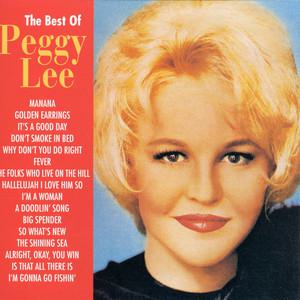 The Best Of
Peggy
Lee
MANANA
GOLDEN EARRINGS
IT'S A GOOD DAY
DON'T SMOKE IN BED
WHY DON'T YOU DO RIGHT
FEVER
HE FOLKS WHO LIVE ON THE HILL
HALLELUJAH I LOVE HIM SO
I'M A WOMAN
A DOODLIN' SONG
BIG SPENDER
SO WHAT'S NEW
THE SHINING SEA
ALRIGHT, OKAY, YOU WIN
IS THAT ALL THERE IS
I'M GONNA GO FISHIN'